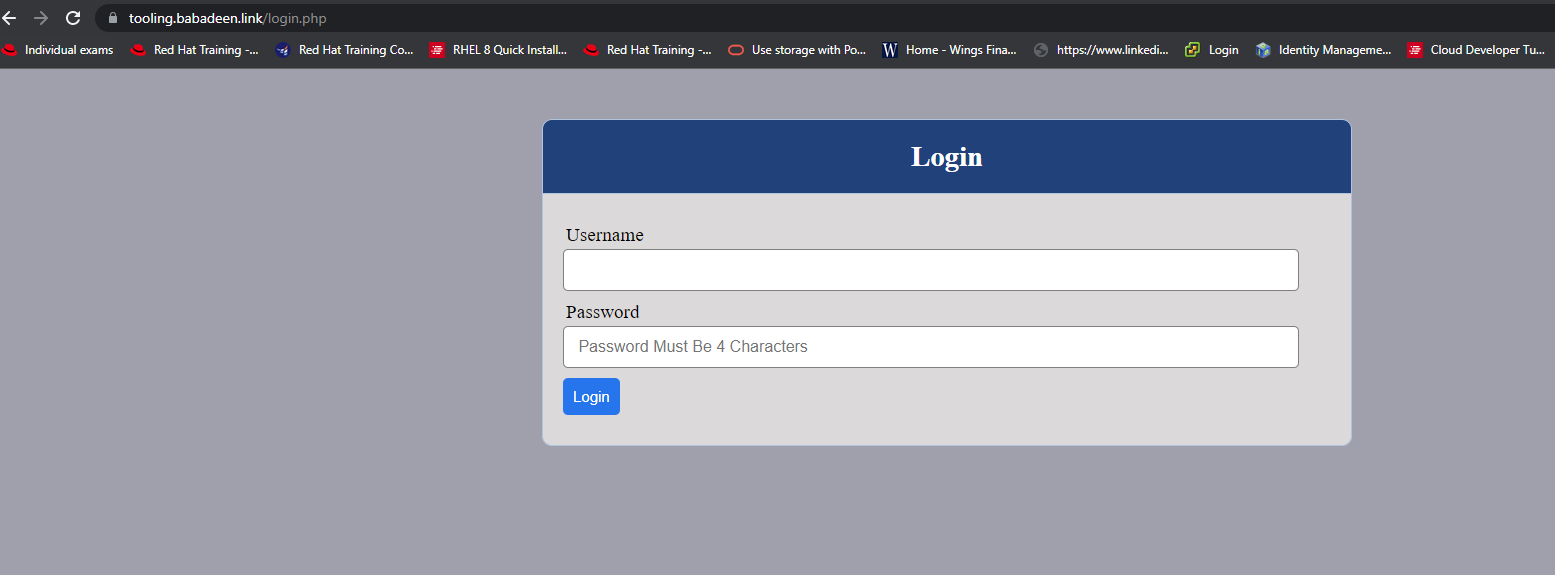 tooling.babadeen.link/login.php
Individual exams Red Hat Training -... Red Hat Training Co... RHEL 8 Quick Install... Red Hat Training -... Use storage with Po... W Home - Wings Fina... https://www.linkedi... Login Identity Manageme... Cloud Developer Tu...
Login
Username
Password
Password Must Be 4 Characters
Login